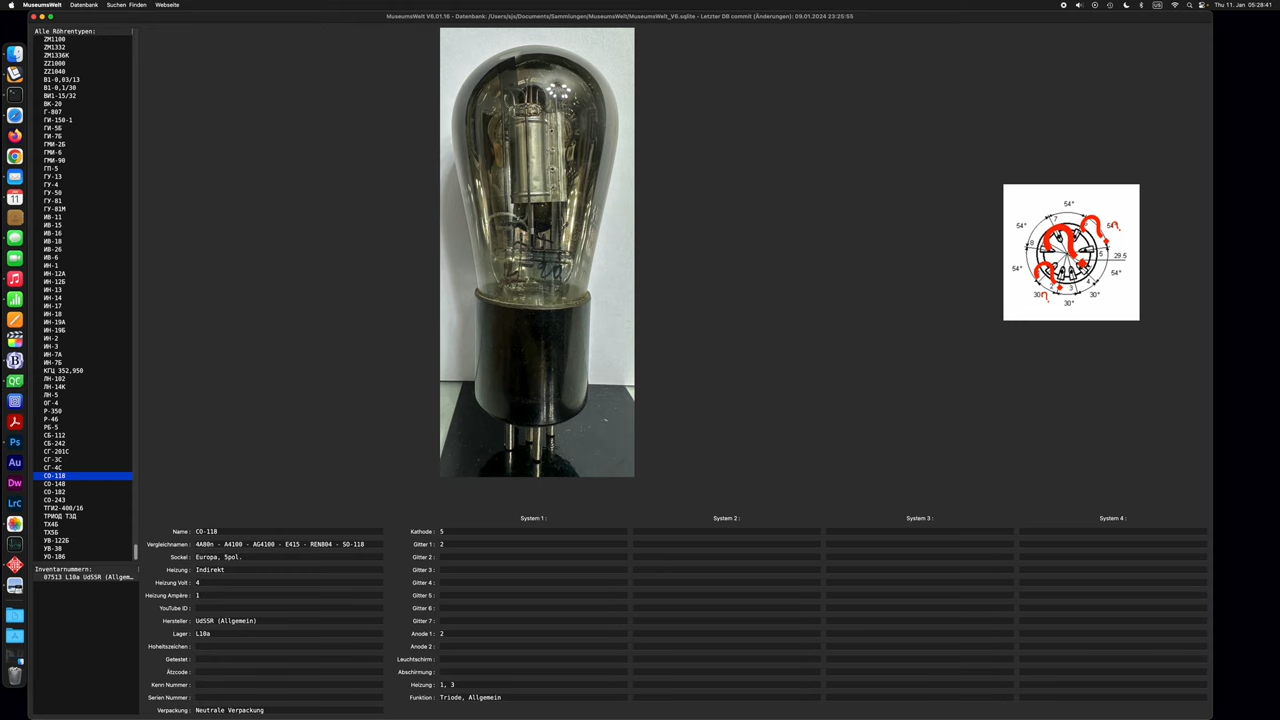 MuseumsWelt Datenbank Suchen Finden Webseite
Thu 11. Jan. 05:28:41
MuseumsWelt V6.01.16 - Datenbank: /Users/sjs/Documents/Sammlungen/MuseumsWelt/MuseumsWelt_V6.sqlite - Letzter DB commit (Änderungen): 09.01.2024 23:25:55
Alle Röhrentypen:
ZM1100
ZM1332
ZM1336K
ZZ1000
ZZ1040
В1-0,03/13
В1-0,1/30
ВИ1-15/32
ВК-20
Г-807
ГИ-150-1
ГИ-5Б
ГИ-7Б
ГМИ-2Б
ГМИ-6
ГМИ-90
ГП-5
ГУ-13
ГУ-4
ГУ-50
ГУ-81
ГУ-81М
ИВ-11
ИВ-15
ИВ-16
ИВ-18
ИВ-26
ИВ-6
ИН-1
ИН-12А
ИН-12Б
ИН-13
ИН-14
ИН-17
ИН-18
ИН-19А
ИН-19Б
ИН-2
ИН-3
ИН-7А
ИН-7Б
КГЦ 352,950
ЛН-102
ЛН-14К
ЛН-5
ОГ-4
Р-350
Р-46
РБ-5
СБ-112
СБ-242
СГ-201С
СГ-3С
СГ-4С
СО-118
СО-148
СО-182
СО-243
ТГИ2-400/16
ТРИОД ТЗД
ТХ4Б
ТХ5Б
УБ-122Б
УВ-38
УО-186
Inventarnummern:
07513 L10a UdSSR (Allgem…
54°
54°
7
54°
8
5
29.5
54°
54°
4
3
30°
30°
30°
System 1 :
System 2 :
System 3 :
System 4 :
Name : СО-118
Vergleichnamen : 4A80n - A4100 - AG4100 - E415 - REN804 - SO-118
Sockel : Europa, 5pol.
Heizung : Indirekt
Heizung Volt : 4
Heizung Ampère : 1
YouTube ID :
Hersteller : UdSSR (Allgemein)
Lager : L10a
Hoheitszeichen :
Getestet :
Ätzcode :
Kenn Nummer :
Serien Nummer :
Verpackung : Neutrale Verpackung
Kathode : 5
Gitter 1 : 2
Gitter 2 :
Gitter 3 :
Gitter 4 :
Gitter 5 :
Gitter 6 :
Gitter 7 :
Anode 1 : 2
Anode 2 :
Leuchtschirm :
Abschirmung :
Heizung : 1, 3
Funktion : Triode, Allgemein